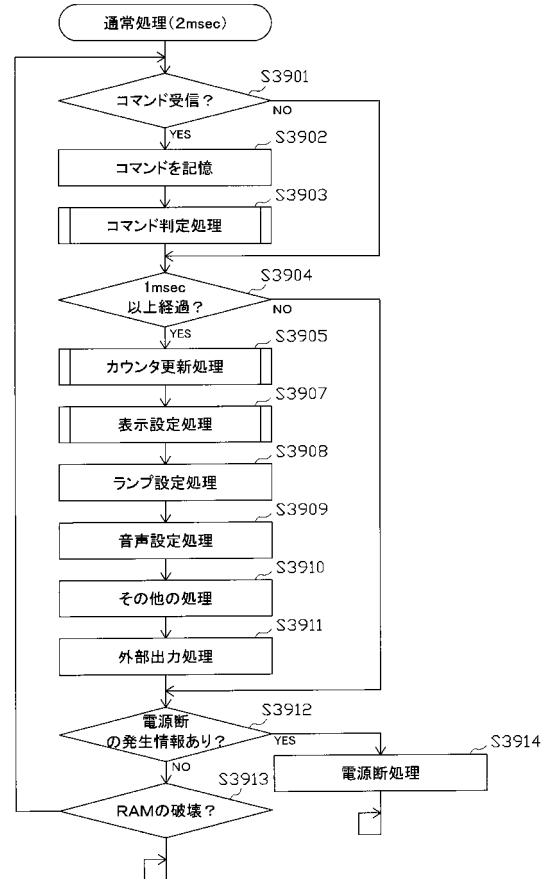 通常処理(2msec)
S3901
コマンド受信?
NO
YES
S3902
コマンドを記憶
S3903
コマンド判定処理
S3904
1msec
以上経過?
NO
YES
S3905
カウンタ更新処理
S3907
表示設定処理
S3908
ランプ設定処理
S3909
音声設定処理
S3910
その他の処理
S3911
外部出力処理
S3912
電源断
の発生情報あり?
YES
S3914
電源断処理
NO
S3913
RAMの破壊?